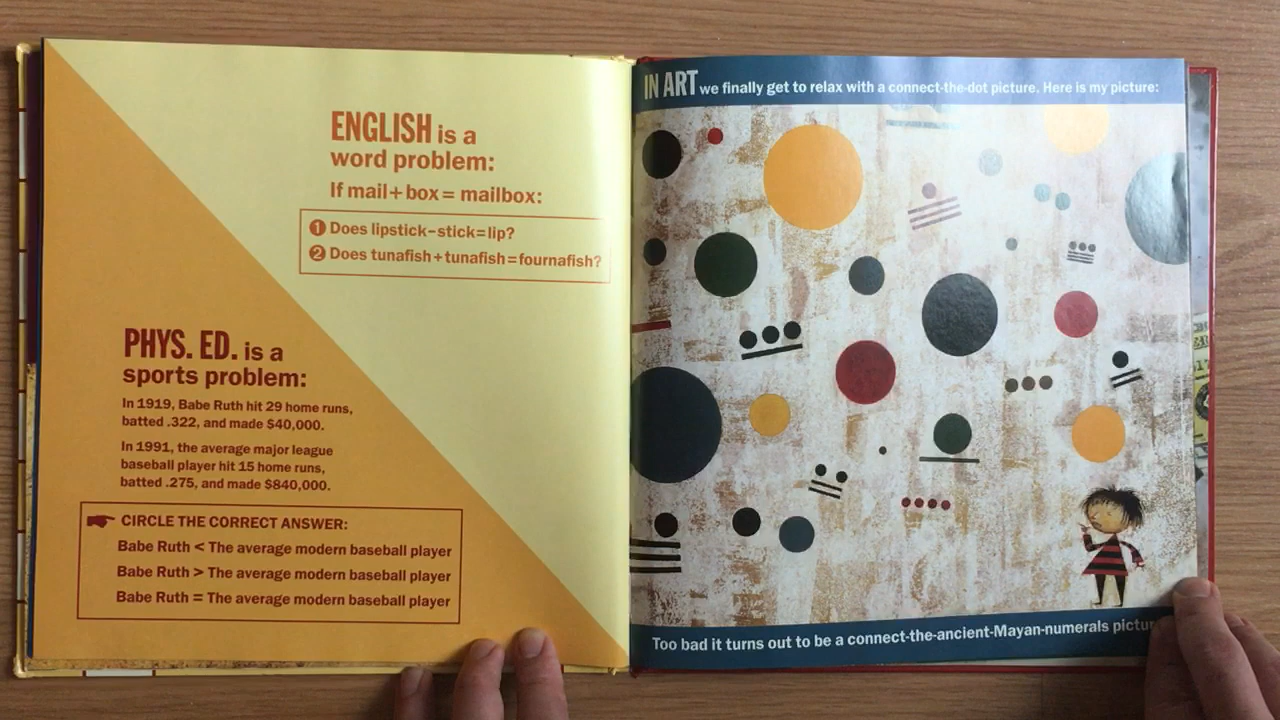 ENGLISH is a
word problem:
If mail+box = mailbox:
1 Does lipstick-stick=lip?
2 Does tunafish+tunafish=fournafish?
PHYS. ED. is a
sports problem:
In 1919, Babe Ruth hit 29 home runs,
batted .322, and made $40,000.
In 1991, the average major league
baseball player hit 15 home runs,
batted .275, and made $840,000.
CIRCLE THE CORRECT ANSWER:
Babe Ruth < The average modern baseball player
Babe Ruth > The average modern baseball player
Babe Ruth = The average modern baseball player
IN ART we finally get to relax with a connect-the-dot picture. Here is my picture:
Too bad it turns out to be a connect-the-ancient-Mayan-numerals